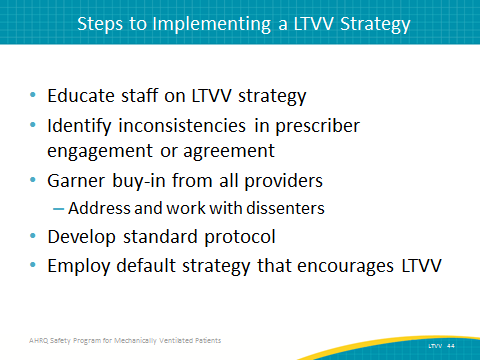 Steps to Implementing a LTVV Strategy
• Educate staff on LTVV strategy
• Identify inconsistencies in prescriber
engagement or agreement
• Garner buy-in from all providers
– Address and work with dissenters
• Develop standard protocol
• Employ default strategy that encourages LTVV
AHRQ Safety Program for Mechanically Ventilated Patients
LTVV 44